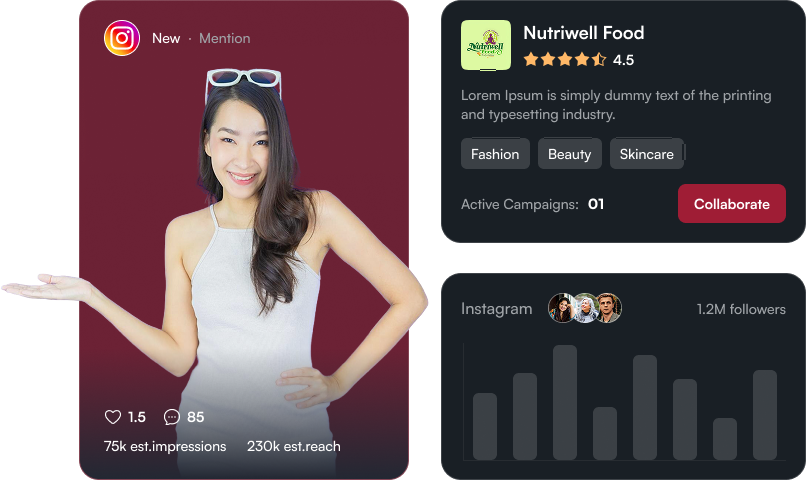 New · Mention
1.5 85
75k est.impressions 230k est.reach
Nutriwell
Food
Nutriwell Food
4.5
Lorem Ipsum is simply dummy text of the printing
and typesetting industry.
Fashion Beauty Skincare
Active Campaigns: 01 Collaborate
Instagram 1.2M followers